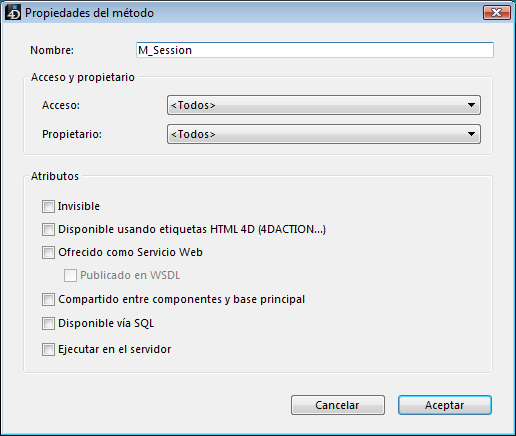 4D
Propiedades del método
Nombre: M_Session
Acceso y propietario
Acceso: <Todos>
Propietario: <Todos>
Atributos
Invisible
Disponible usando etiquetas HTML 4D (4DACTION...)
Ofrecido como Servicio Web
Publicado en WSDL
Compartido entre componentes y base principal
Disponible vía SQL
Ejecutar en el servidor
Cancelar Aceptar